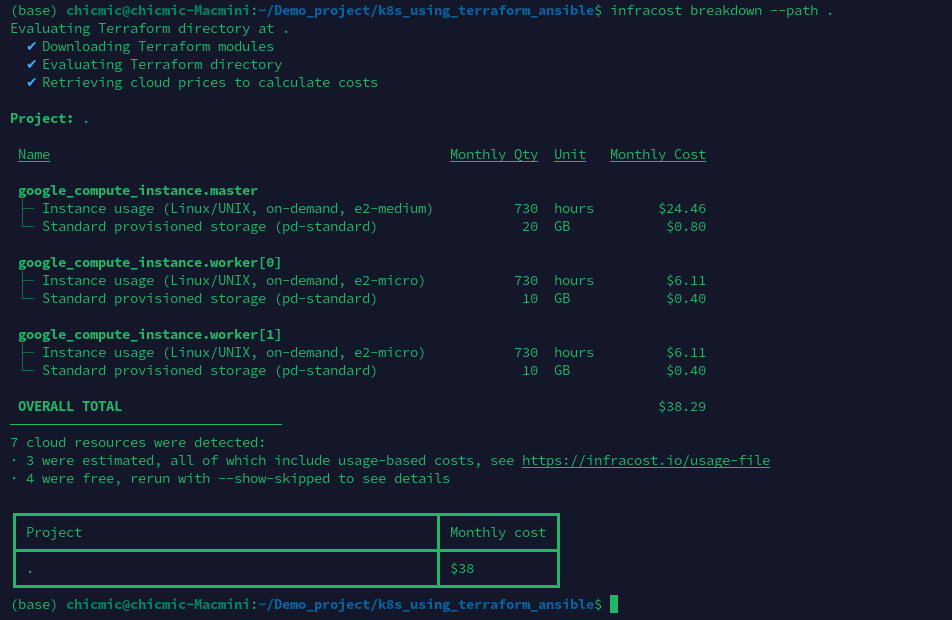 (base) chicmic@chicmic-Macmini:~/Demo_project/k8s_using_terraform_ansible$ infracost breakdown --path .
Evaluating Terraform directory at .
✔ Downloading Terraform modules
✔ Evaluating Terraform directory
✔ Retrieving cloud prices to calculate costs
Project: .
Name Monthly Qty Unit Monthly Cost
google_compute_instance.master
├─ Instance usage (Linux/UNIX, on-demand, e2-medium) 730 hours $24.46
└─ Standard provisioned storage (pd-standard) 20 GB $0.80
google_compute_instance.worker[0]
├─ Instance usage (Linux/UNIX, on-demand, e2-micro) 730 hours $6.11
└─ Standard provisioned storage (pd-standard) 10 GB $0.40
google_compute_instance.worker[1]
├─ Instance usage (Linux/UNIX, on-demand, e2-micro) 730 hours $6.11
└─ Standard provisioned storage (pd-standard) 10 GB $0.40
OVERALL TOTAL $38.29
7 cloud resources were detected:
· 3 were estimated, all of which include usage-based costs, see https://infracost.io/usage-file
· 4 were free, rerun with --show-skipped to see details
Project Monthly cost
. $38
(base) chicmic@chicmic-Macmini:~/Demo_project/k8s_using_terraform_ansible$